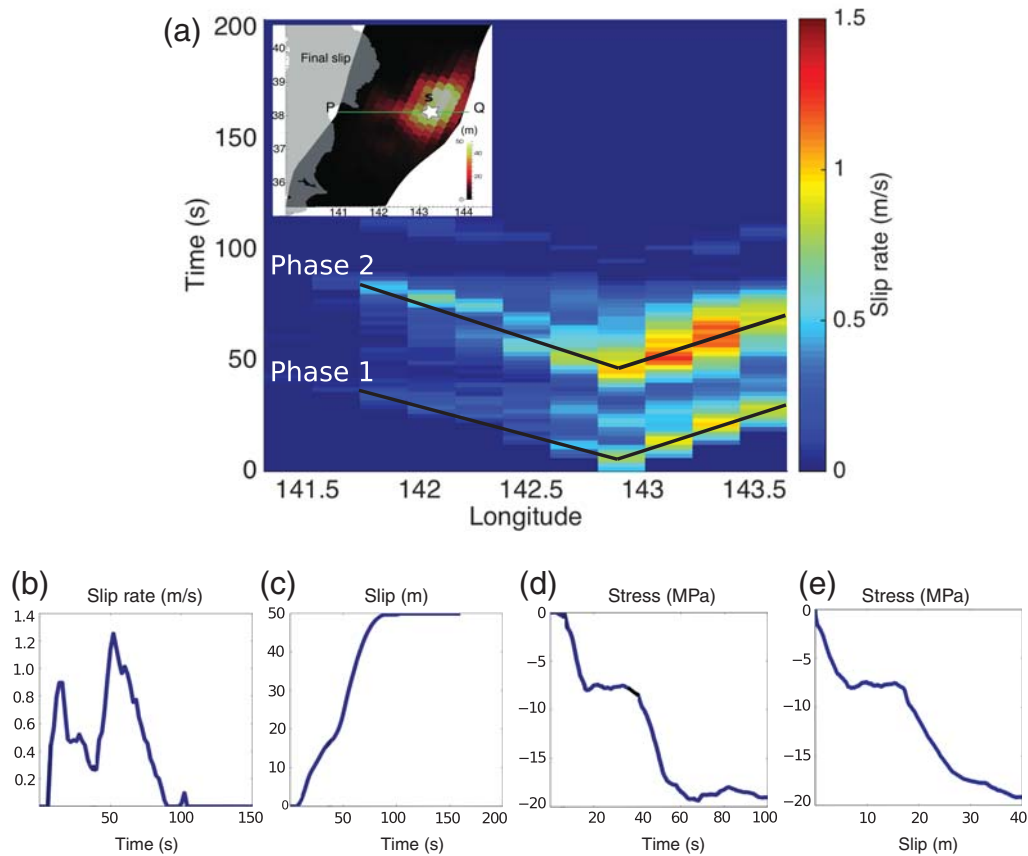 (a)
200
150
100
50
0
Time (s)
141.5 142 142.5 143 143.5
Longitude
Phase 2
Phase 1
1.5
1
0.5
0
Slip rate (m/s)
Final slip
P
S
Q
(m)
50
40
20
0
40
39
38
37
36
35
141 142 143 144
(b)
Slip rate (m/s)
1.4
1.2
1.0
0.8
0.6
0.4
0.2
50 100 150
Time (s)
(c)
Slip (m)
50
40
30
20
10
0
50 100 150 200
Time (s)
(d)
Stress (MPa)
0
−5
−10
−15
−20
20 40 60 80 100
Time (s)
(e)
Stress (MPa)
0
−5
−10
−15
−20
10 20 30 40
Slip (m)